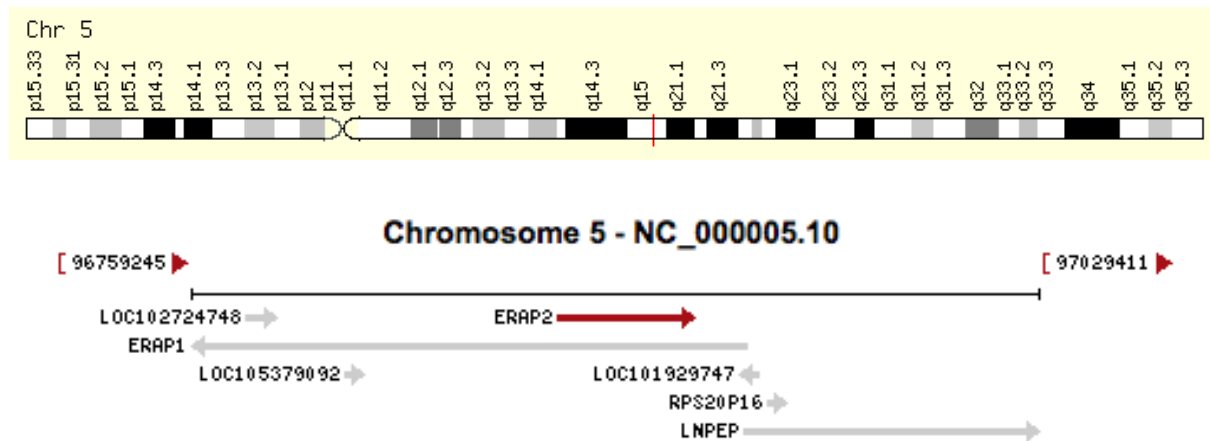 Chr 5
p15.33 p15.31 p15.2 p15.1 p14.3 p14.1 p13.3 p13.2 p13.1 p12 p11 q11.1 q11.2 q12.1 q12.3 q13.2 q13.3 q14.1 q14.3 q15 q21.1 q21.3 q23.1 q23.2 q23.3 q31.1 q31.2 q31.3 q32 q33.1 q33.2 q33.3 q34 q35.1 q35.2 q35.3
Chromosome 5 - NC_000005.10
[ 96759245 [ 97029411
LOC102724748 ERAP2
ERAP1
LOC105379092 LOC101929747
RPS20P16
LNPEP